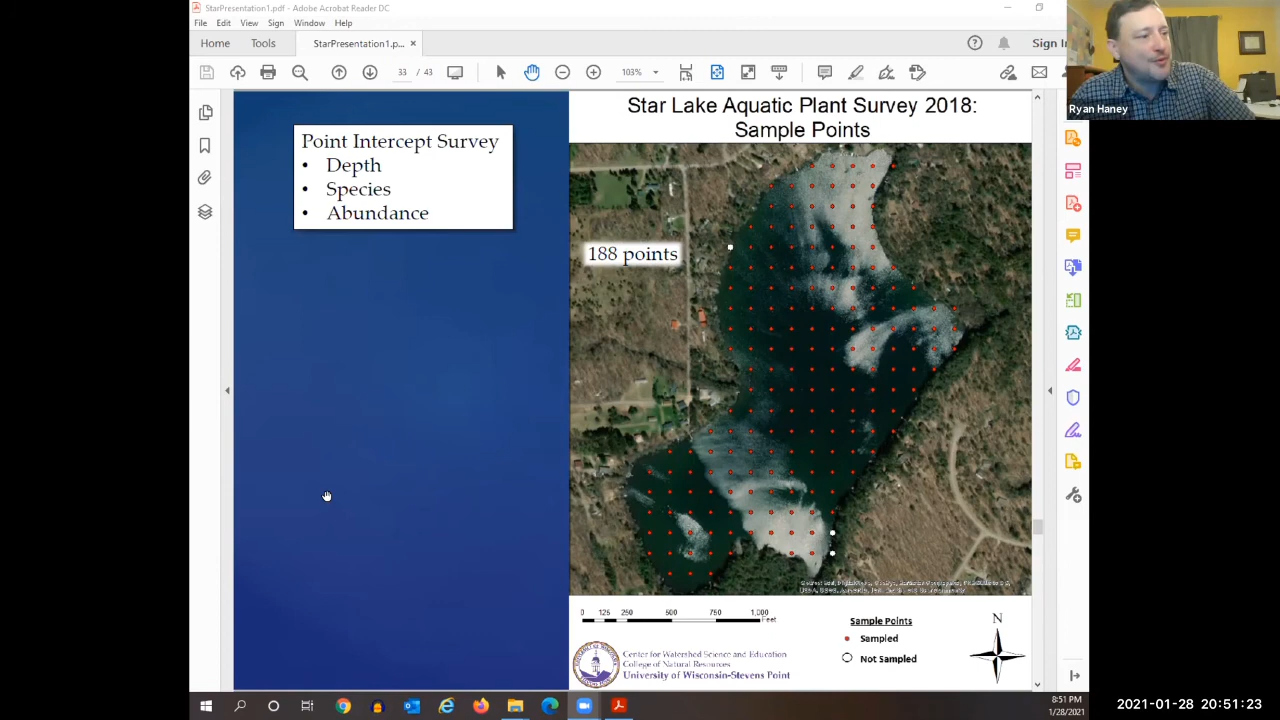 StarPresentation1.pdf - Adobe Acrobat Reader DC
File Edit View Sign Window Help
Home Tools StarPresentation1.p... × Sign In
33 / 43 103%
Ryan Haney
Point Intercept Survey
• Depth
• Species
• Abundance
Star Lake Aquatic Plant Survey 2018:
Sample Points
188 points
0 125 250 500 750 1,000
Feet
Sample Points
Sampled
Not Sampled
N
Center for Watershed Science and Education
College of Natural Resources
University of Wisconsin-Stevens Point
8:51 PM
1/28/2021
2021-01-28 20:51:23